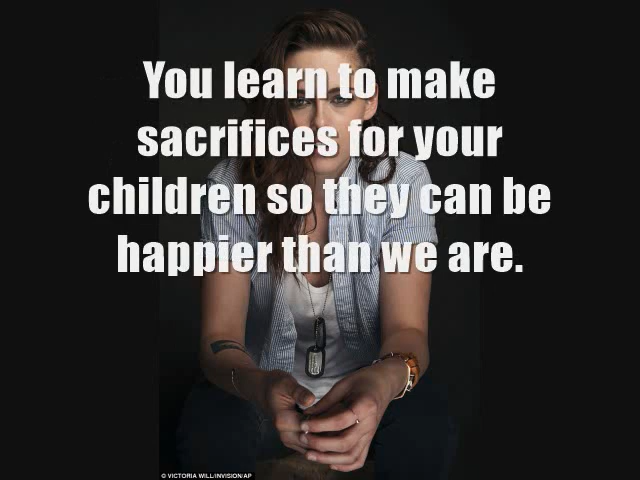 You learn to make
sacrifices for your
children so they can be
happier than we are.
© VICTORIA WILL/INVISION/AP